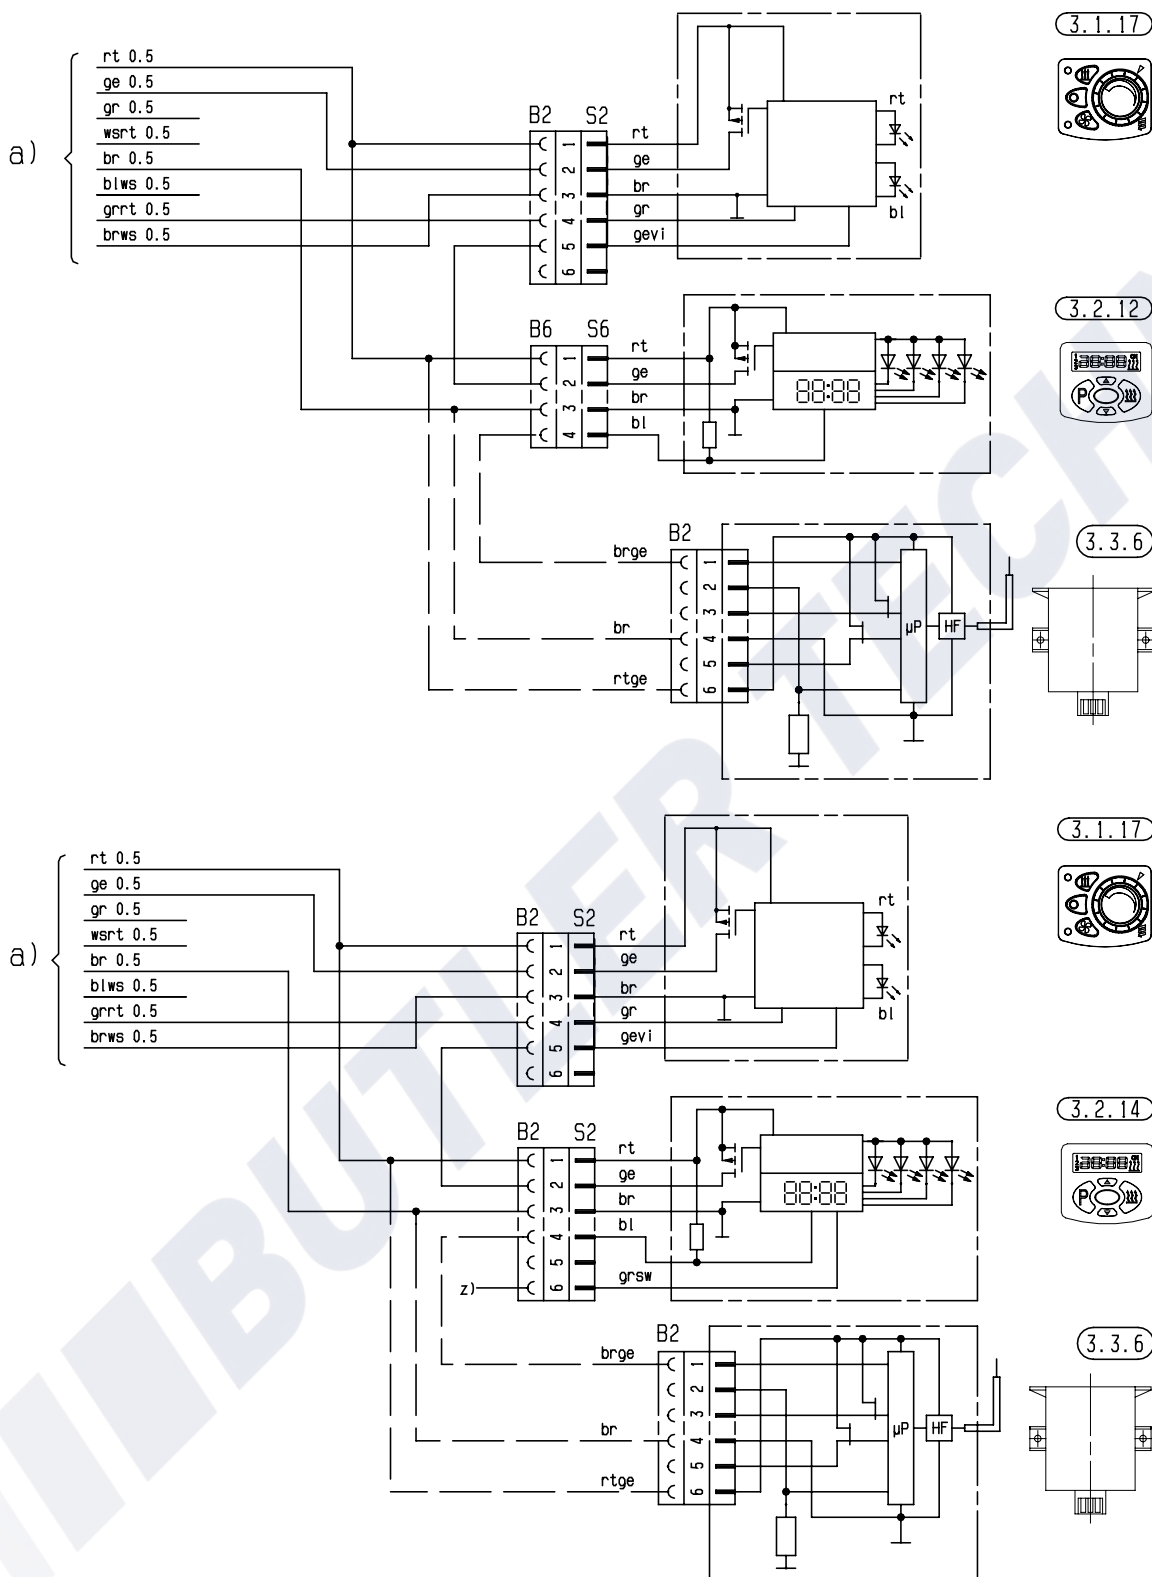 3.1.17
a)
rt 0.5
ge 0.5
gr 0.5
wsrt 0.5
br 0.5
blws 0.5
grrt 0.5
brws 0.5
B2 S2
1 rt
2 ge
3 br
4 gr
5 gevi
6
rt
bl
3.2.12
B6 S6
1 rt
2 ge
3 br
4 bl
88:88
P
3.3.6
B2
brge 1
2
3
br 4
5
rtge 6
µP HF
3.1.17
a)
rt 0.5
ge 0.5
gr 0.5
wsrt 0.5
br 0.5
blws 0.5
grrt 0.5
brws 0.5
B2 S2
1 rt
2 ge
3 br
4 gr
5 gevi
6
rt
bl
3.2.14
B2 S2
1 rt
2 ge
3 br
4 bl
5
z) 6 grsw
88:88
P
3.3.6
B2
brge 1
2
3
br 4
5
rtge 6
µP HF
BUTLER TECH